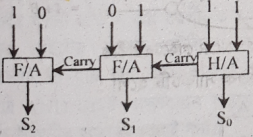 1 0 0 1 1 1
F/A Carry F/A Carry H/A
S₂ S₁ S₀